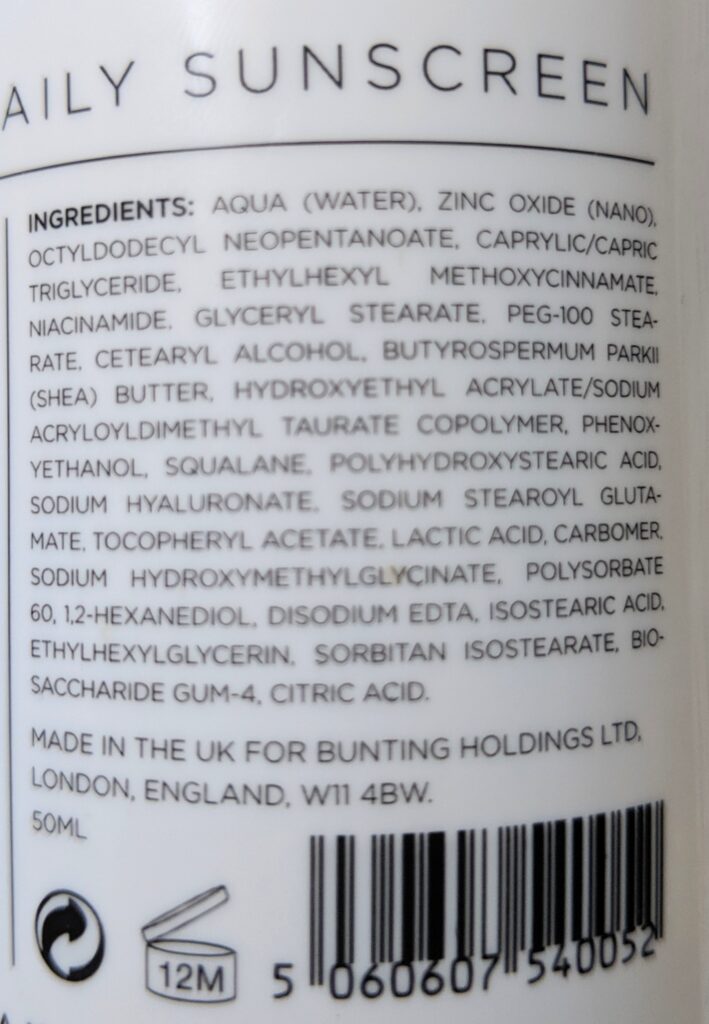 AILY SUNSCREEN
INGREDIENTS: AQUA (WATER), ZINC OXIDE (NANO),
OCTYLDODECYL NEOPENTANOATE, CAPRYLIC/CAPRIC
TRIGLYCERIDE, ETHYLHEXYL METHOXYCINNAMATE,
NIACINAMIDE, GLYCERYL STEARATE, PEG-100 STEA-
RATE, CETEARYL ALCOHOL, BUTYROSPERMUM PARKII
(SHEA) BUTTER, HYDROXYETHYL ACRYLATE/SODIUM
ACRYLOYLDIMETHYL TAURATE COPOLYMER, PHENOX-
YETHANOL, SQUALANE, POLYHYDROXYSTEARIC ACID,
SODIUM HYALURONATE, SODIUM STEAROYL GLUTA-
MATE, TOCOPHERYL ACETATE, LACTIC ACID, CARBOMER,
SODIUM HYDROXYMETHYLGLYCINATE, POLYSORBATE
60, 1,2-HEXANEDIOL, DISODIUM EDTA, ISOSTEARIC ACID,
ETHYLHEXYLGLYCERIN, SORBITAN ISOSTEARATE, BIO-
SACCHARIDE GUM-4, CITRIC ACID.
MADE IN THE UK FOR BUNTING HOLDINGS LTD,
LONDON, ENGLAND, W11 4BW.
50ML
12M
5 060607 540052